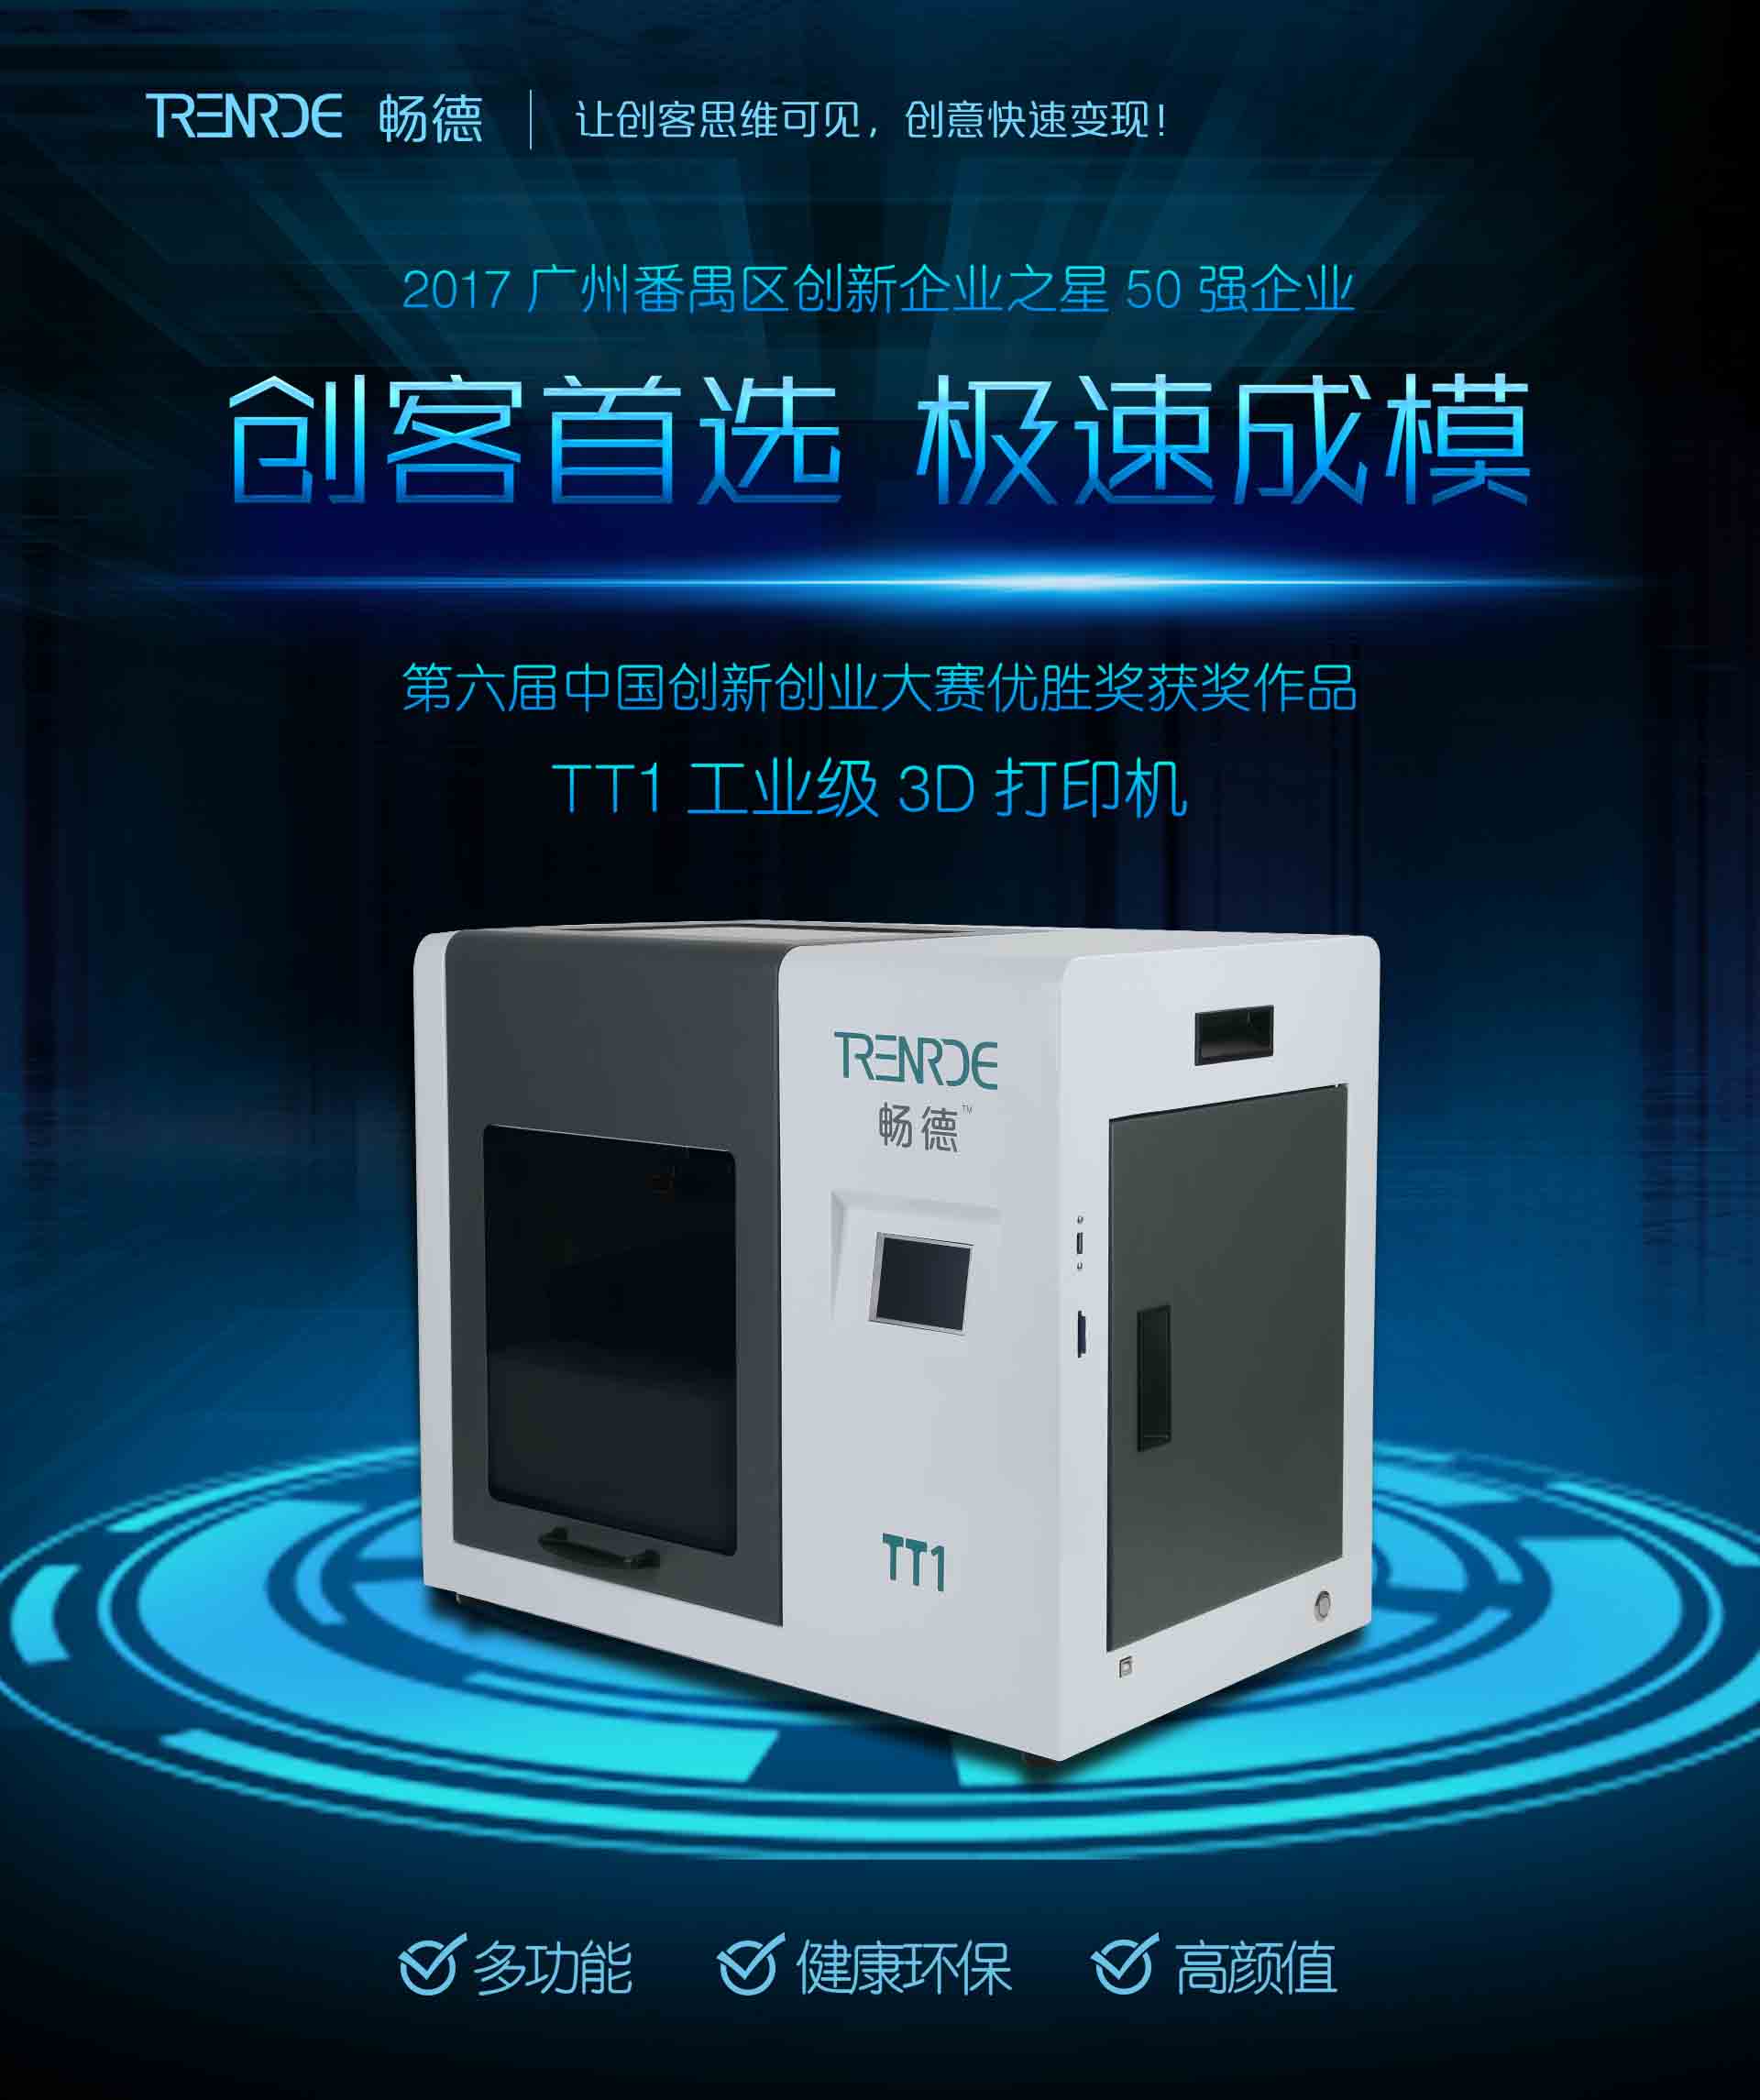 TRENRDE 畅德 让创客思维可见，创意快速变现！
2017 广州番禺区创新企业之星 50 强企业
创客首选 极速成模
第六届中国创新创业大赛优胜奖获奖作品
TT1 工业级 3D 打印机
TRENRDE
畅德™
TT1
多功能 健康环保 高颜值